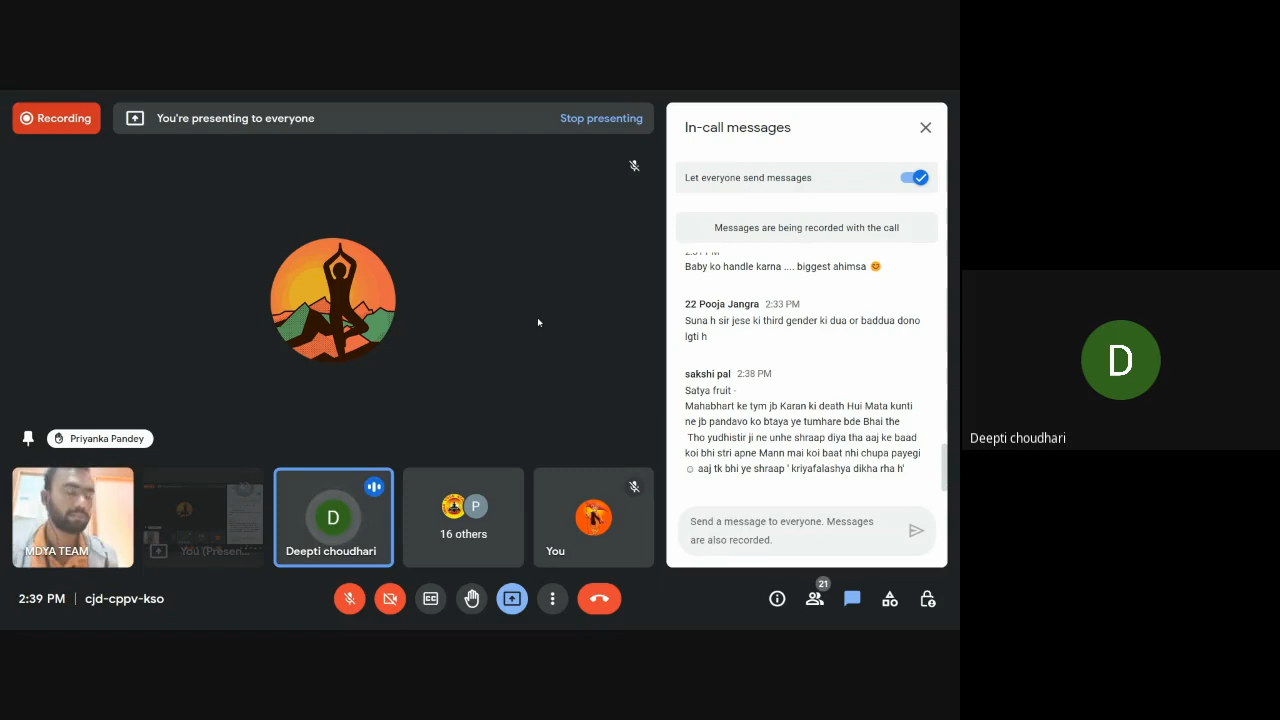 Recording
You're presenting to everyone
Stop presenting
In-call messages
Let everyone send messages
Messages are being recorded with the call
Baby ko handle karna .... biggest ahimsa 😊
22 Pooja Jangra 2:33 PM
Suna h sir jese ki third gender ki dua or baddua dono
lgti h
sakshi pal 2:38 PM
Satya fruit -
Mahabhart ke tym jb Karan ki death Hui Mata kunti
ne jb pandavo ko btaya ye tumhare bde Bhai the
Tho yudhistir ji ne unhe shraap diya tha aaj ke baad
koi bhi stri apne Mann mai koi baat nhi chupa payegi
☺ aaj tk bhi ye shraap ' kriyafalashya dikha rha h'
Send a message to everyone. Messages
are also recorded.
Priyanka Pandey
MDYA TEAM
You (Presen...
D
Deepti choudhari
P
16 others
You
2:39 PM | cjd-cppv-kso
21
D
Deepti choudhari